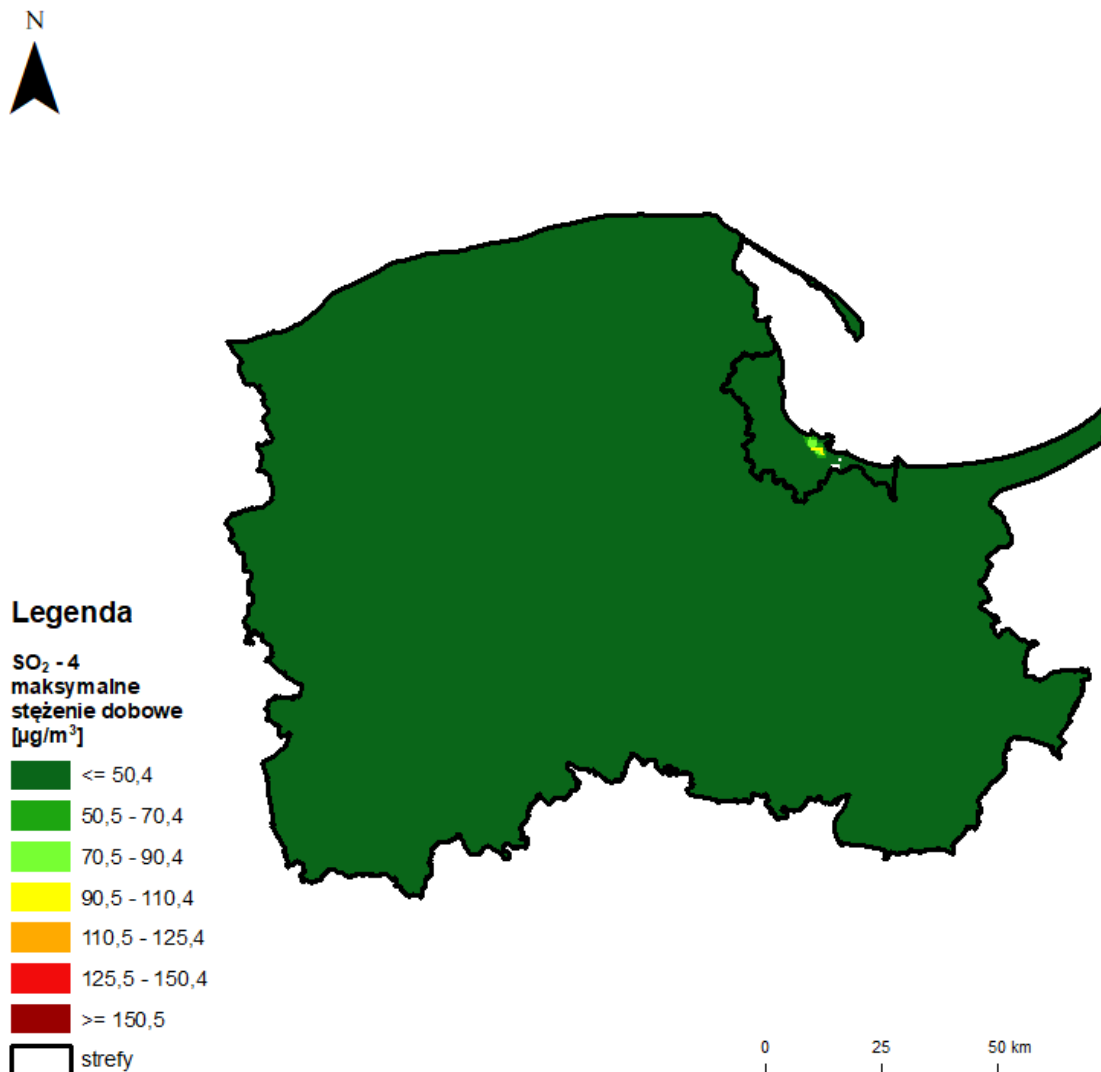 N
Legenda
SO₂ - 4
maksymalne
stężenie dobowe
[µg/m³]
<= 50,4
50,5 - 70,4
70,5 - 90,4
90,5 - 110,4
110,5 - 125,4
125,5 - 150,4
>= 150,5
strefy
0 25 50 km